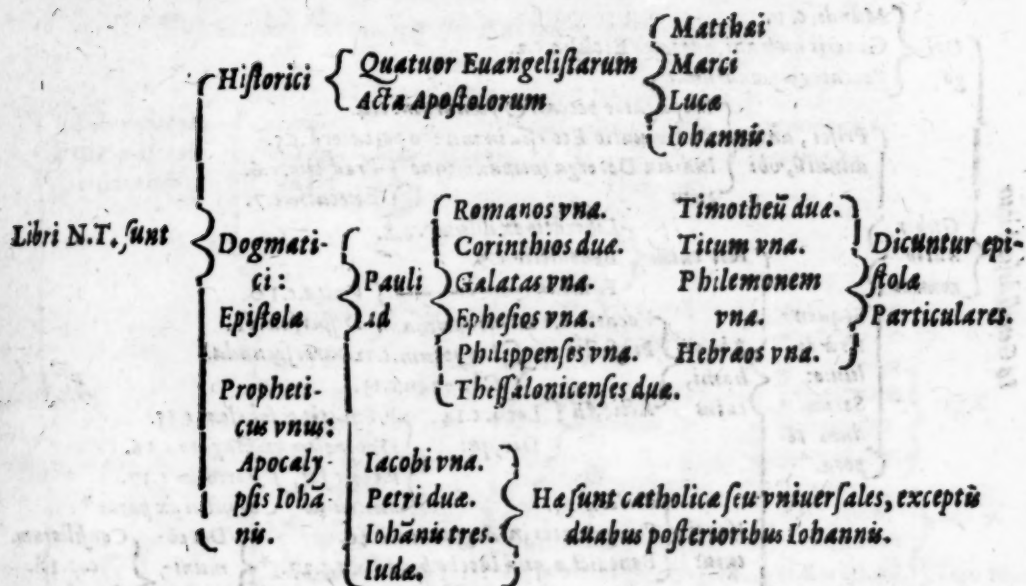 Historici
Quatuor Euangelistarum
Acta Apostolorum
Matthæi
Marci
Lucæ
Iohannis.
Libri N.T. sunt
Dogmati-
ci:
Epistolæ
Pauli
ad
Romanos vna.
Corinthios duæ.
Galatas vna.
Ephesios vna.
Philippenses vna.
Thessalonicenses duæ.
Timotheū duæ.
Titum vna.
Philemonem
vna.
Hebræos vna.
Dicuntur epi-
stolæ
Particulares.
Propheti-
cus vnus:
Apocaly-
psis Iohā
nis.
Iacobi vna.
Petri duæ.
Iohānis tres.
Iudæ.
Hæ sunt catholicæ seu vniuersales, exceptis
duabus posterioribus Iohannis.